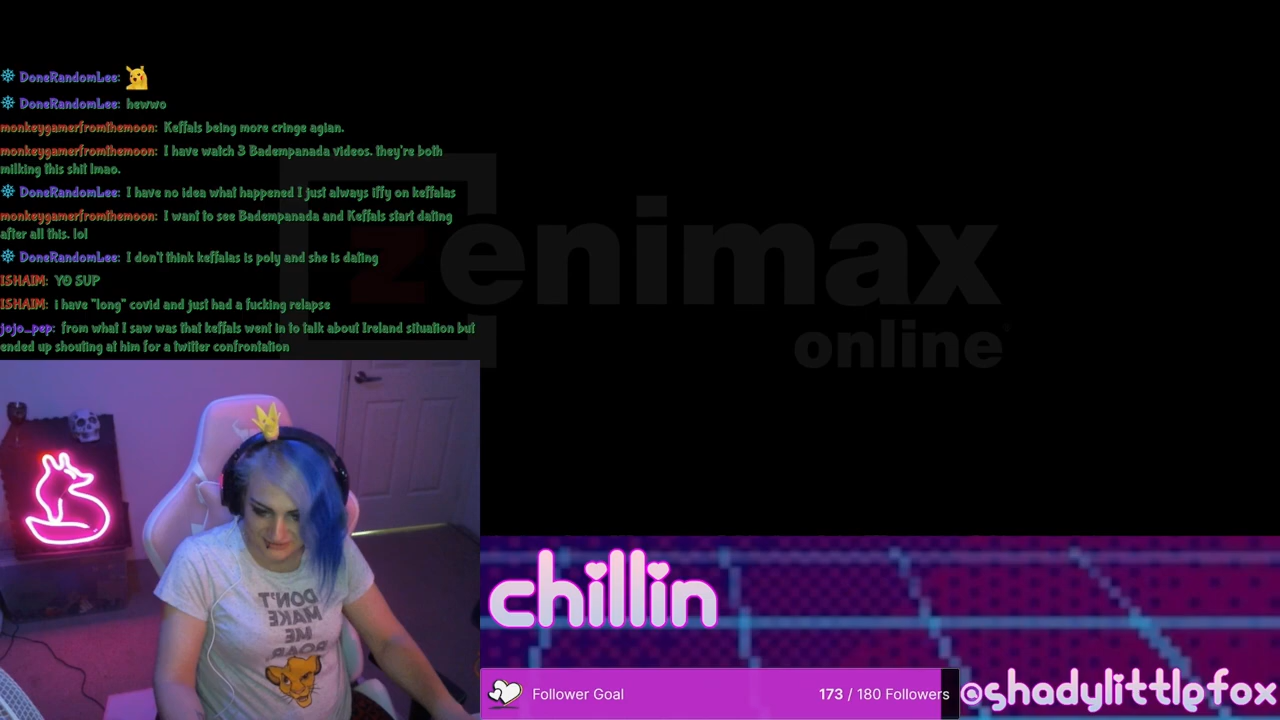 DoneRandomLee:
DoneRandomLee: hewwo
monkeygamerfromthemoon: Keffals being more cringe agian.
monkeygamerfromthemoon: I have watch 3 Badempanada videos. they're both
milking this shit lmao.
DoneRandomLee: I have no idea what happened I just always iffy on keffalas
monkeygamerfromthemoon: I want to see Badempanada and Keffals start dating
after all this. lol
DoneRandomLee: I don't think keffalas is poly and she is dating
ISHAIM: YO SUP
ISHAIM: i have "long" covid and just had a fucking relapse
jojo_pep: from what I saw was that keffals went in to talk about Ireland situation but
ended up shouting at him for a twitter confrontation
zenimax
online
DON'T
MAKE
ME
ROAR
chillin
Follower Goal 173 / 180 Followers
@shadylittlefox